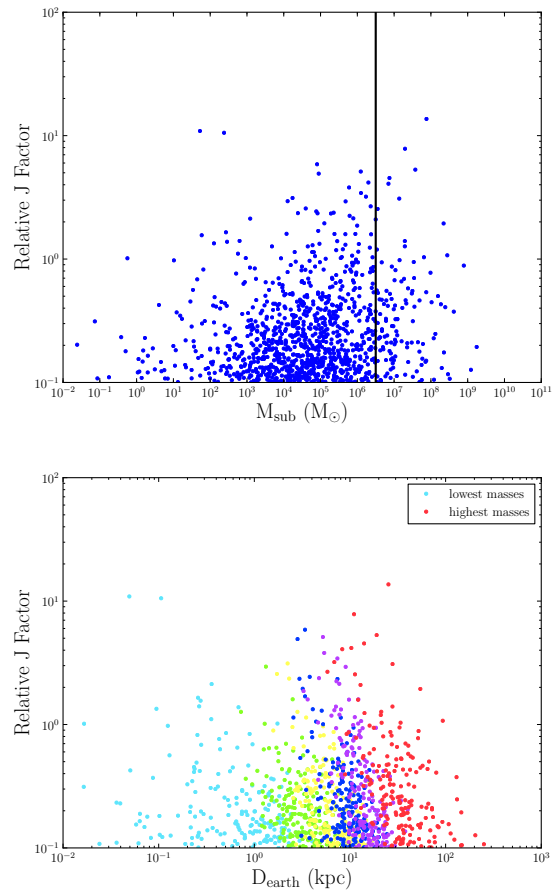 10²
10¹
10⁰
10⁻¹
Relative J Factor
10⁻² 10⁻¹ 10⁰ 10¹ 10² 10³ 10⁴ 10⁵ 10⁶ 10⁷ 10⁸ 10⁹ 10¹⁰ 10¹¹
M_sub (M_⊙)
10²
lowest masses
highest masses
10¹
10⁰
10⁻¹
Relative J Factor
10⁻² 10⁻¹ 10⁰ 10¹ 10² 10³
D_earth (kpc)